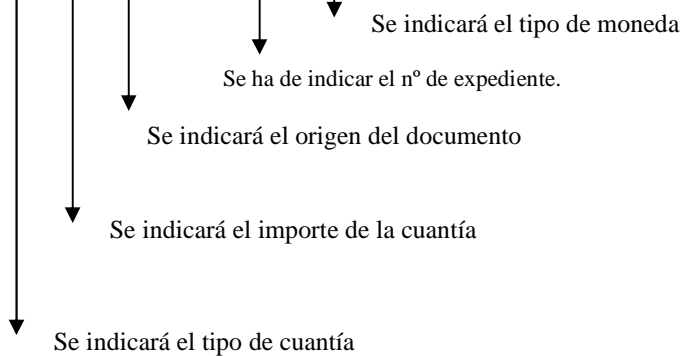 Se indicará el tipo de moneda
Se ha de indicar el nº de expediente.
Se indicará el origen del documento
Se indicará el importe de la cuantía
Se indicará el tipo de cuantía